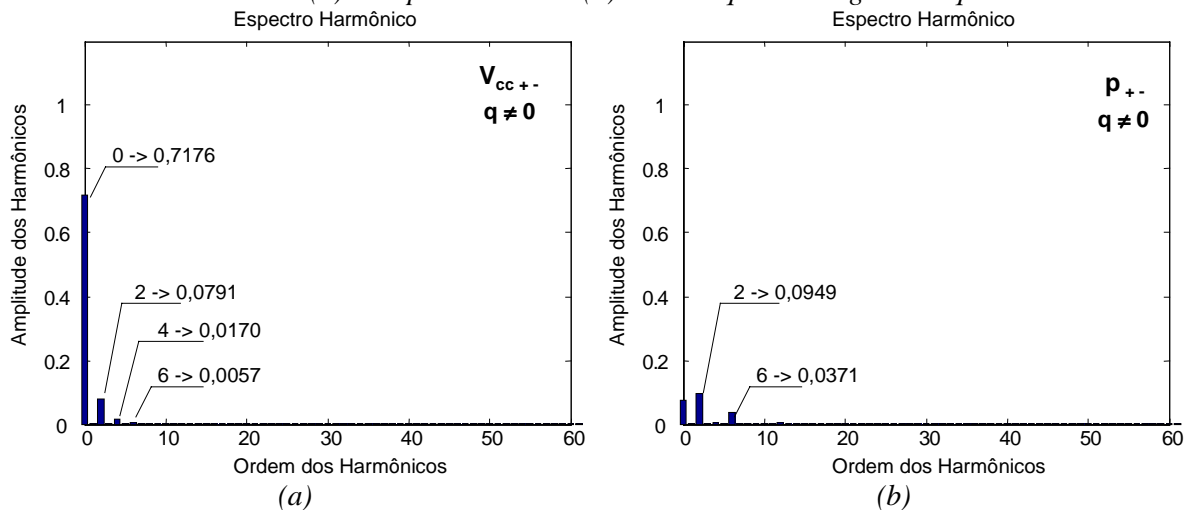 Espectro Harmônico
Amplitude dos Harmônicos
V cc + -
q ≠ 0
1
0.8
0.6
0.4
0.2
0
0 -> 0,7176
2 -> 0,0791
4 -> 0,0170
6 -> 0,0057
0 10 20 30 40 50 60
Ordem dos Harmônicos
(a)
Espectro Harmônico
Amplitude dos Harmônicos
p + -
q ≠ 0
1
0.8
0.6
0.4
0.2
0
2 -> 0,0949
6 -> 0,0371
0 10 20 30 40 50 60
Ordem dos Harmônicos
(b)